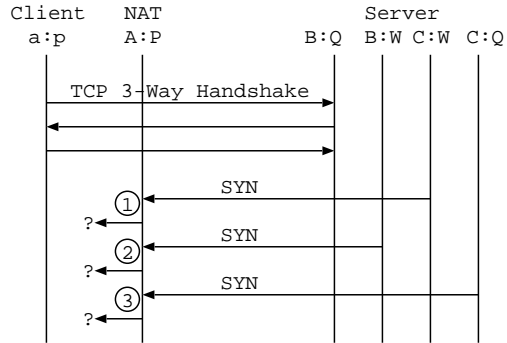 Client NAT Server
a:p A:P B:Q B:W C:W C:Q
TCP 3-Way Handshake
SYN
1
?
SYN
2
?
SYN
3
?